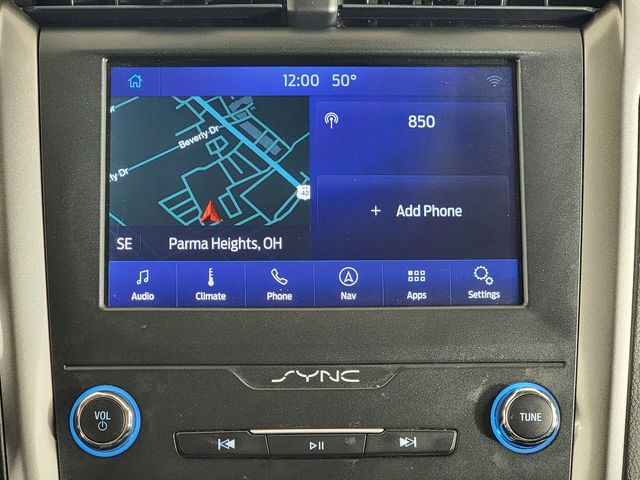 12:00 50°
850
Beverly Dr
ly Dr
42
+ Add Phone
SE Parma Heights, OH
Audio Climate Phone Nav Apps Settings
SYNC
VOL
TUNE